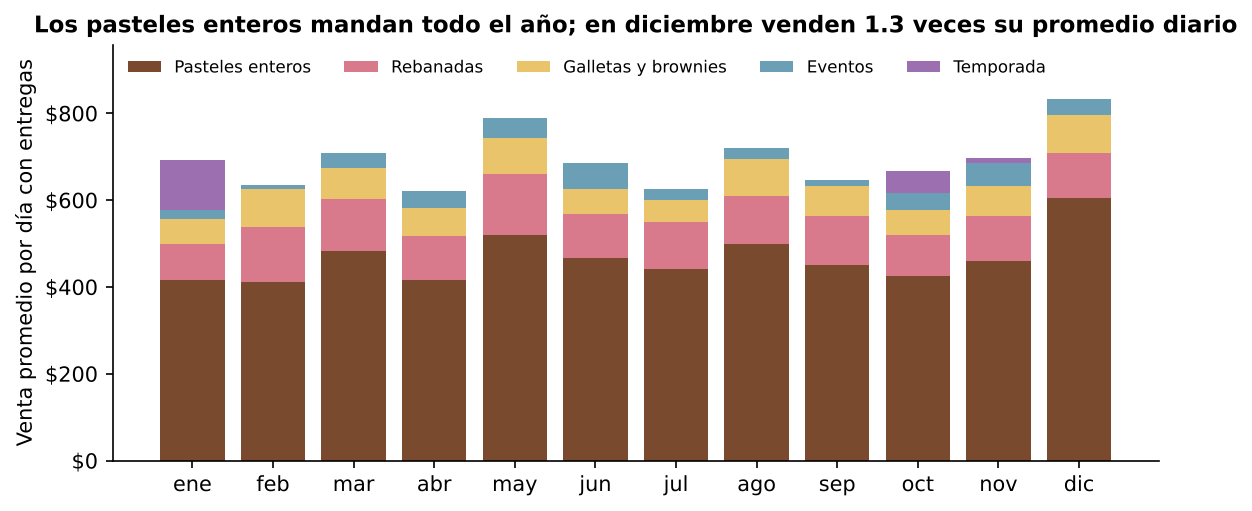 Los pasteles enteros mandan todo el año; en diciembre venden 1.3 veces su promedio diario
Pasteles enteros
Rebanadas
Galletas y brownies
Eventos
Temporada
Venta promedio por día con entregas
$800
$600
$400
$200
$0
ene
feb
mar
abr
may
jun
jul
ago
sep
oct
nov
dic